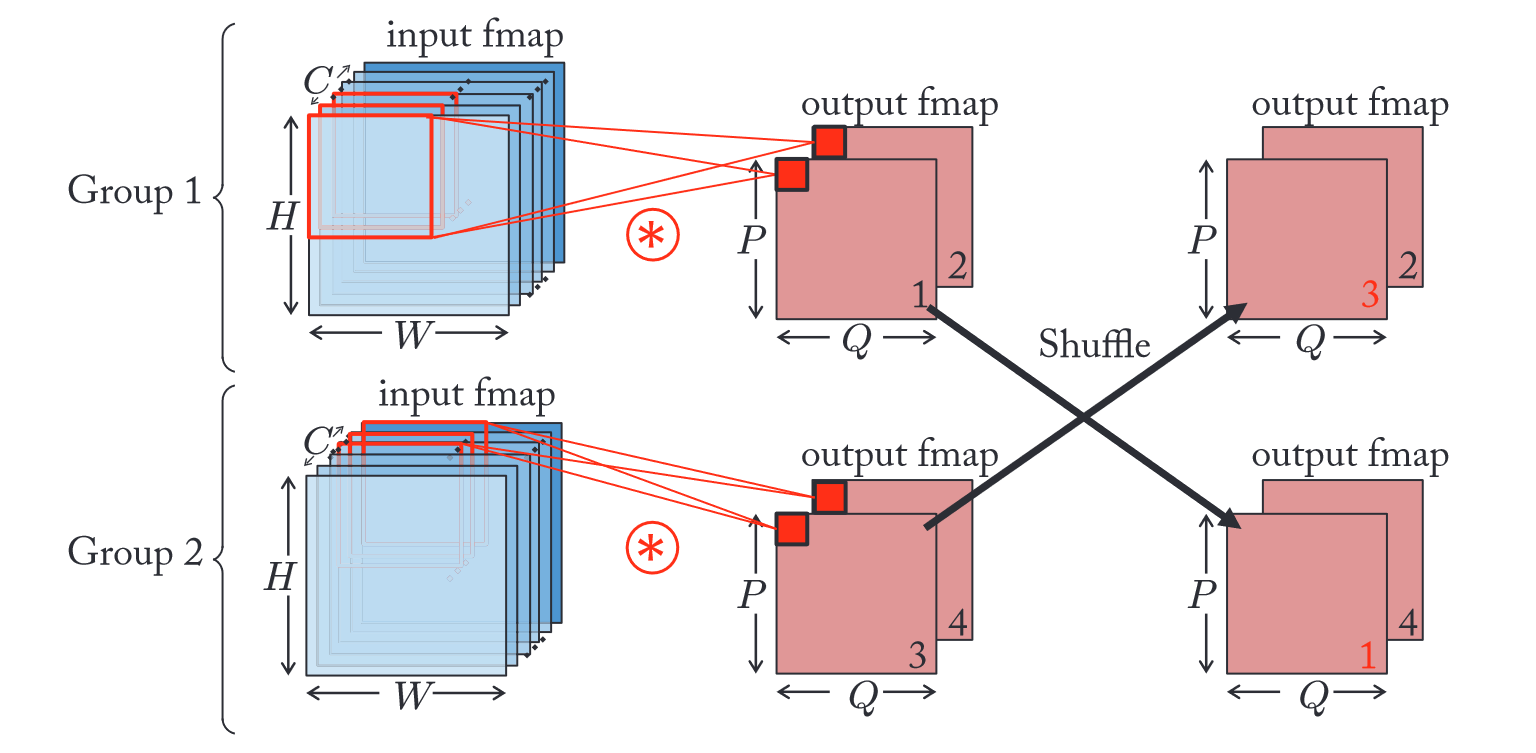 input fmap
C
H
W
Group 1
*
output fmap
P
Q
1
2
Shuffle
output fmap
P
Q
3
2
input fmap
C
H
W
Group 2
*
output fmap
P
Q
3
4
output fmap
P
Q
1
4